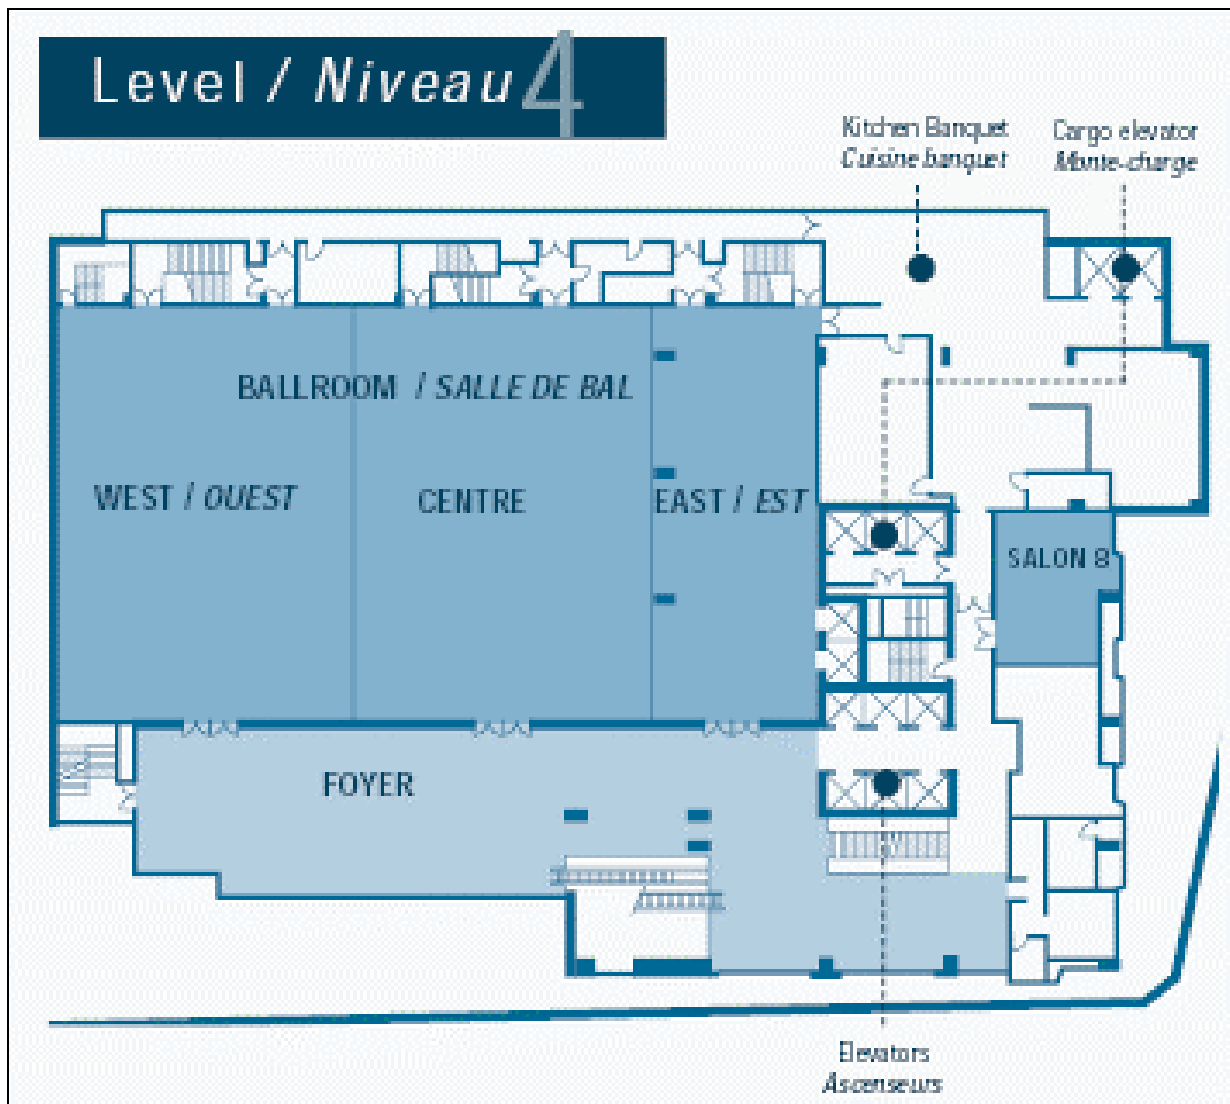 Level / Niveau 4
Kitchen Banquet
Cuisine banquet
Cargo elevator
Monte-charge
BALLROOM / SALLE DE BAL
WEST / OUEST
CENTRE
EAST / EST
SALON 8
FOYER
Elevators
Ascenseurs